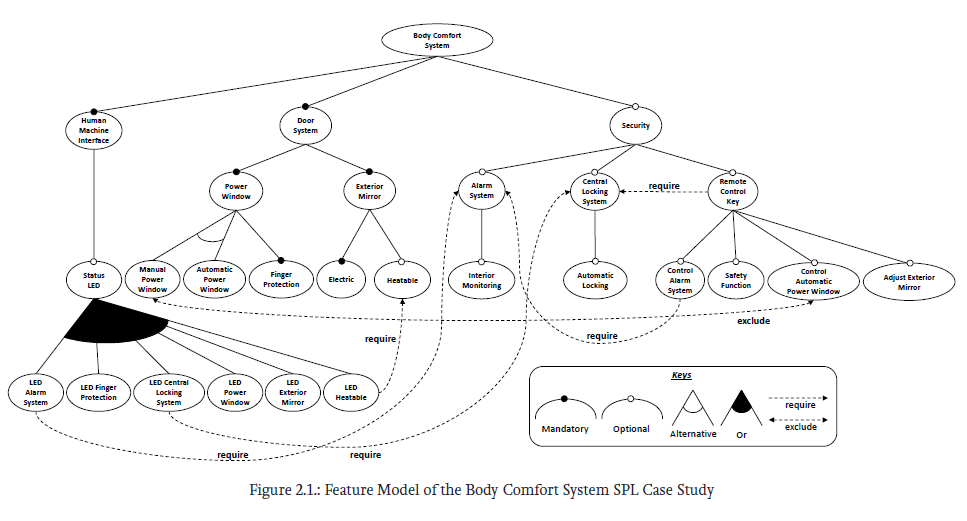 Body Comfort
System
Human
Machine
Interface
Door
System
Security
Power
Window
Exterior
Mirror
Alarm
System
Central
Locking
System
require
Remote
Control
Key
Status
LED
Manual
Power
Window
Automatic
Power
Window
Finger
Protection
Electric
Heatable
Interior
Monitoring
Automatic
Locking
Control
Alarm
System
Safety
Function
Control
Automatic
Power Window
Adjust Exterior
Mirror
exclude
require
require
LED
Alarm
System
LED Finger
Protection
LED Central
Locking
System
LED
Power
Window
LED
Exterior
Mirror
LED
Heatable
require
require
Keys
Mandatory
Optional
Alternative
Or
require
exclude
Figure 2.1.: Feature Model of the Body Comfort System SPL Case Study